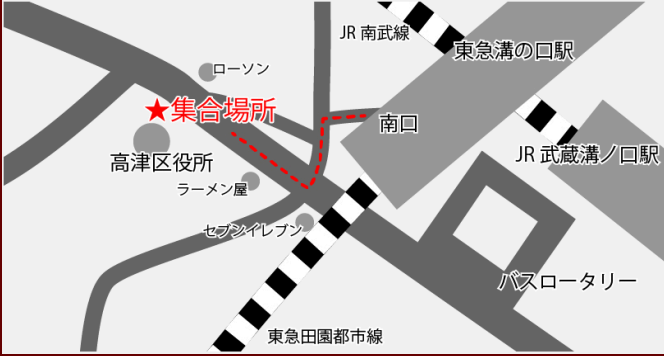 JR 南武線
東急溝の口駅
ローソン
★集合場所
南口
JR 武蔵溝ノ口駅
高津区役所
ラーメン屋
セブンイレブン
バスロータリー
東急田園都市線